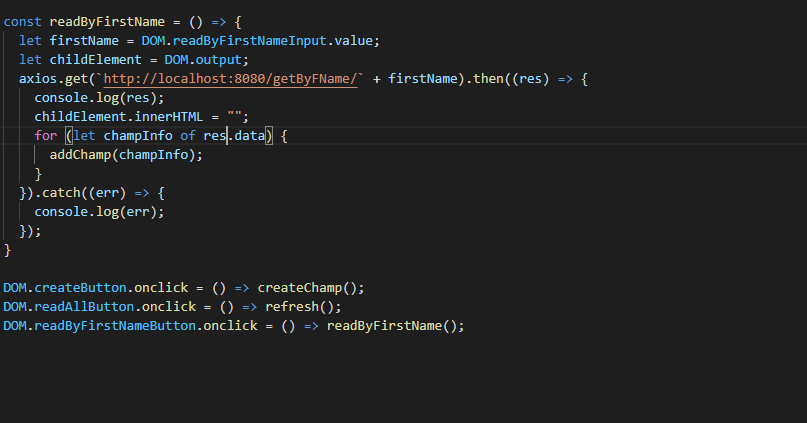 const readByFirstName = () => {
let firstName = DOM.readByFirstNameInput.value;
let childElement = DOM.output;
axios.get(`http://localhost:8080/getByFName/` + firstName).then((res) => {
console.log(res);
childElement.innerHTML = "";
for (let champInfo of res.data) {
addChamp(champInfo);
}
}).catch((err) => {
console.log(err);
});
}
DOM.createButton.onclick = () => createChamp();
DOM.readAllButton.onclick = () => refresh();
DOM.readByFirstNameButton.onclick = () => readByFirstName();